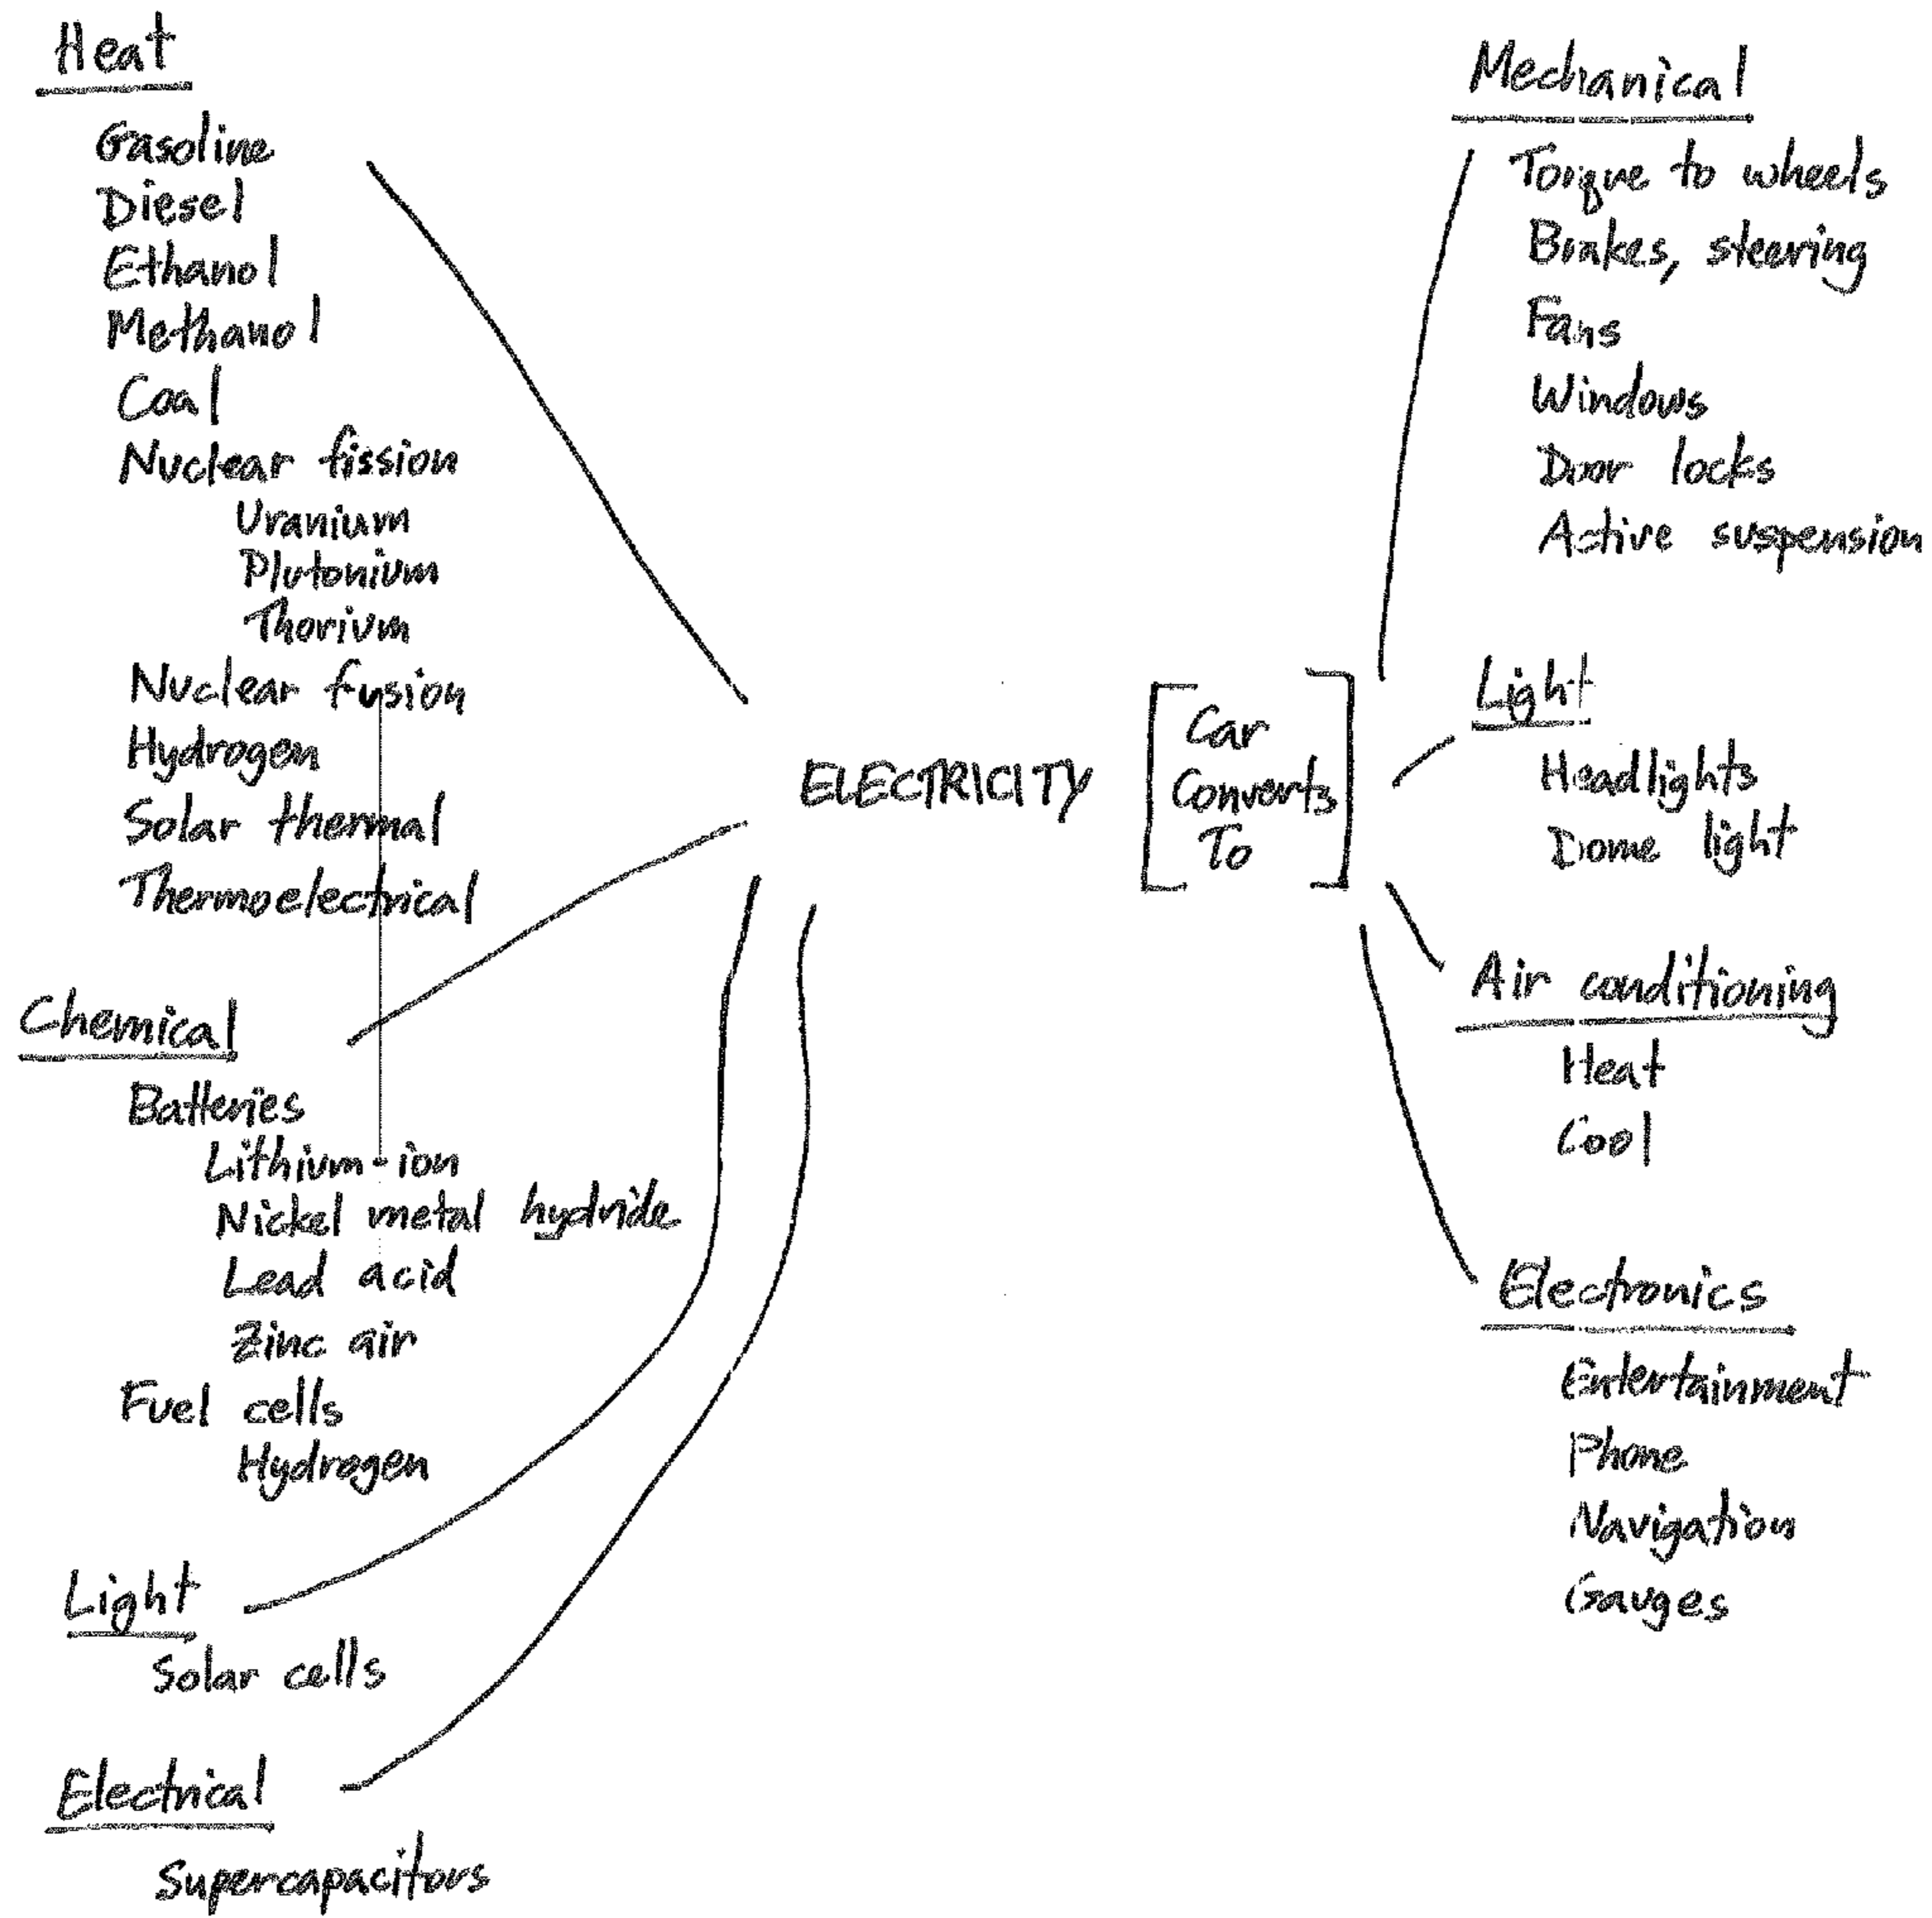 Heat
Gasoline
Diesel
Ethanol
Methanol
Coal
Nuclear fission
Uranium
Plutonium
Thorium
Nuclear fusion
Hydrogen
Solar thermal
Thermoelectrical
Chemical
Batteries
Lithium-ion
Nickel metal hydride
Lead acid
Zinc air
Fuel cells
Hydrogen
Light
Solar cells
Electrical
Supercapacitors
ELECTRICITY
Car
Converts
To
Mechanical
Torque to wheels
Brakes, steering
Fans
Windows
Door locks
Active suspension
Light
Headlights
Dome light
Air conditioning
Heat
Cool
Electronics
Entertainment
Phone
Navigation
Gauges